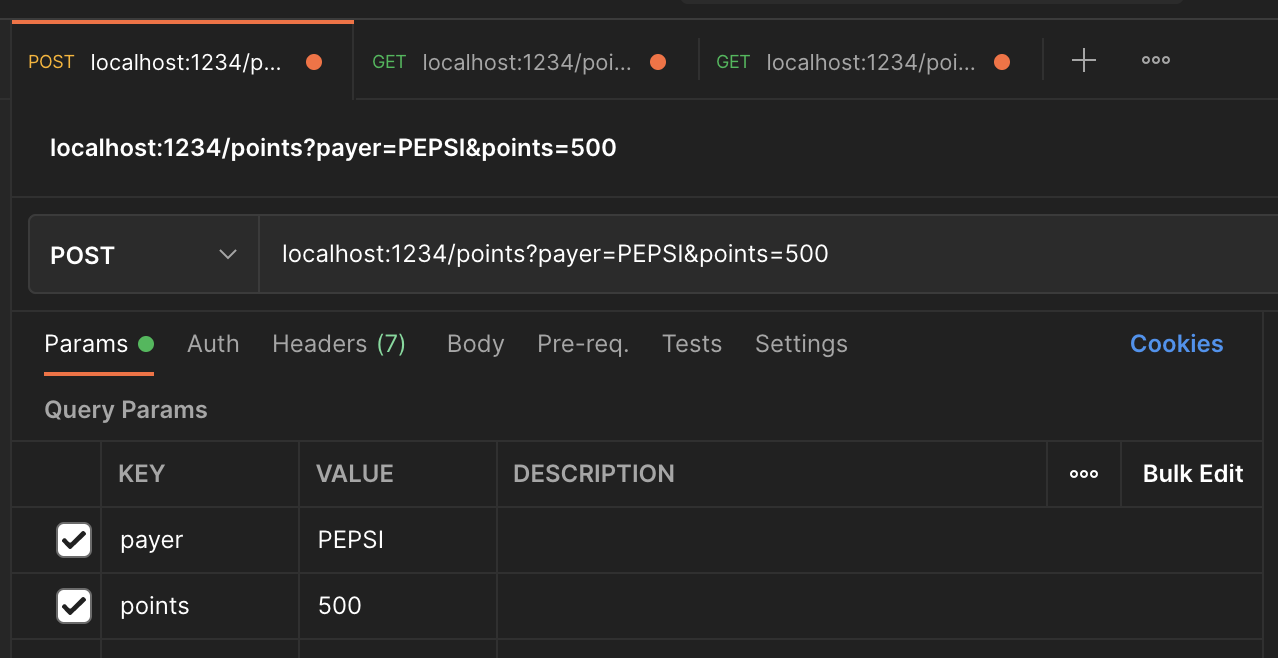 POST localhost:1234/p... GET localhost:1234/poi... GET localhost:1234/poi...
localhost:1234/points?payer=PEPSI&points=500
POST localhost:1234/points?payer=PEPSI&points=500
Params Auth Headers (7) Body Pre-req. Tests Settings Cookies
Query Params
KEY VALUE DESCRIPTION Bulk Edit
payer PEPSI
points 500